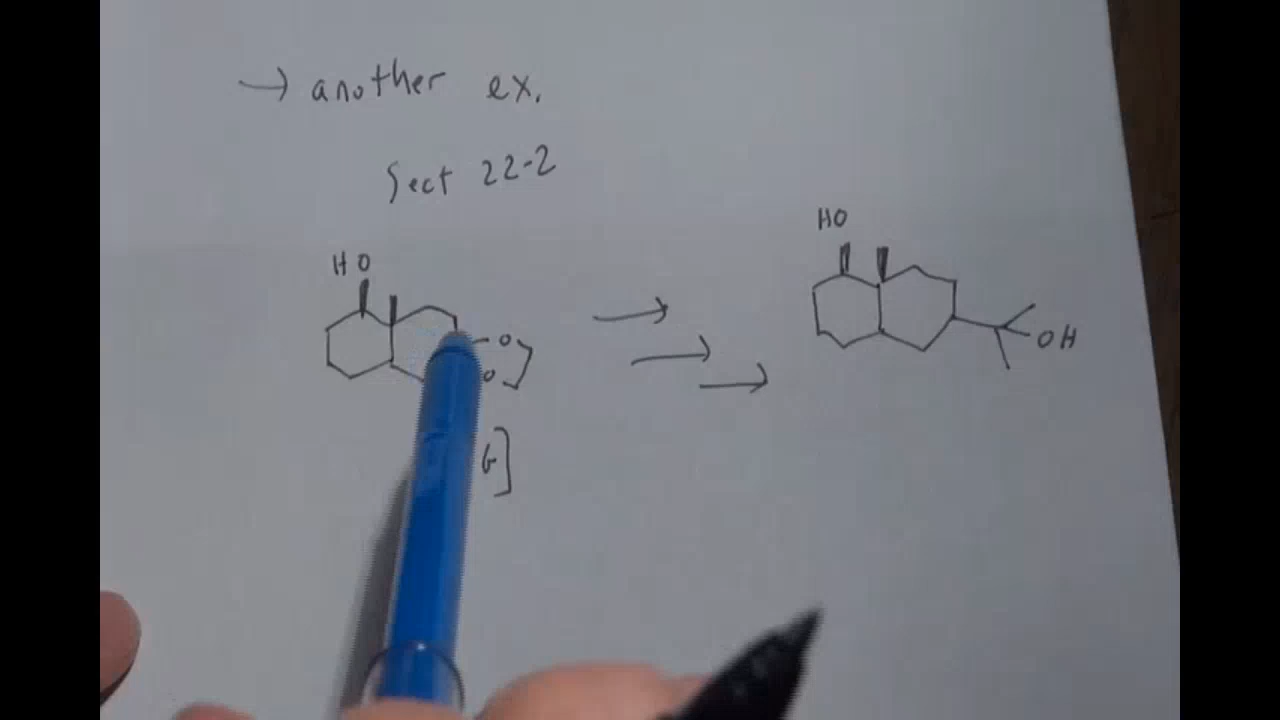 → another ex.
Sect 22-2
HO
HO
O
O
OH
G]